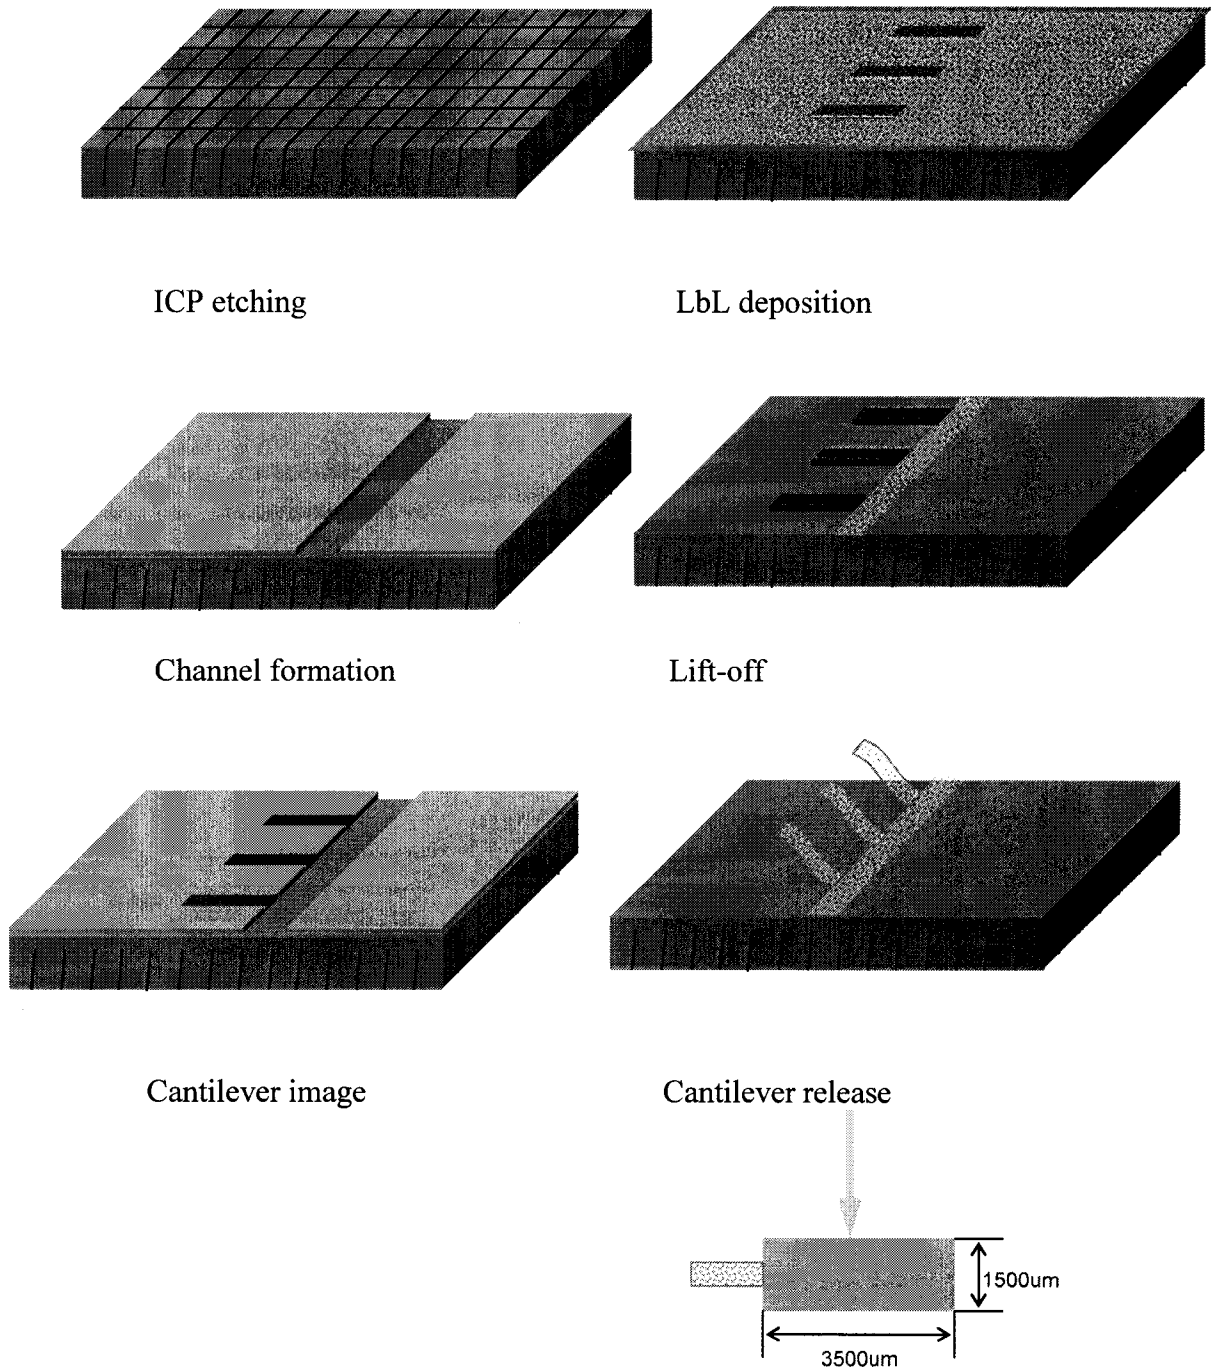 ICP etching
LbL deposition
Channel formation
Lift-off
Cantilever image
Cantilever release
1500um
3500um